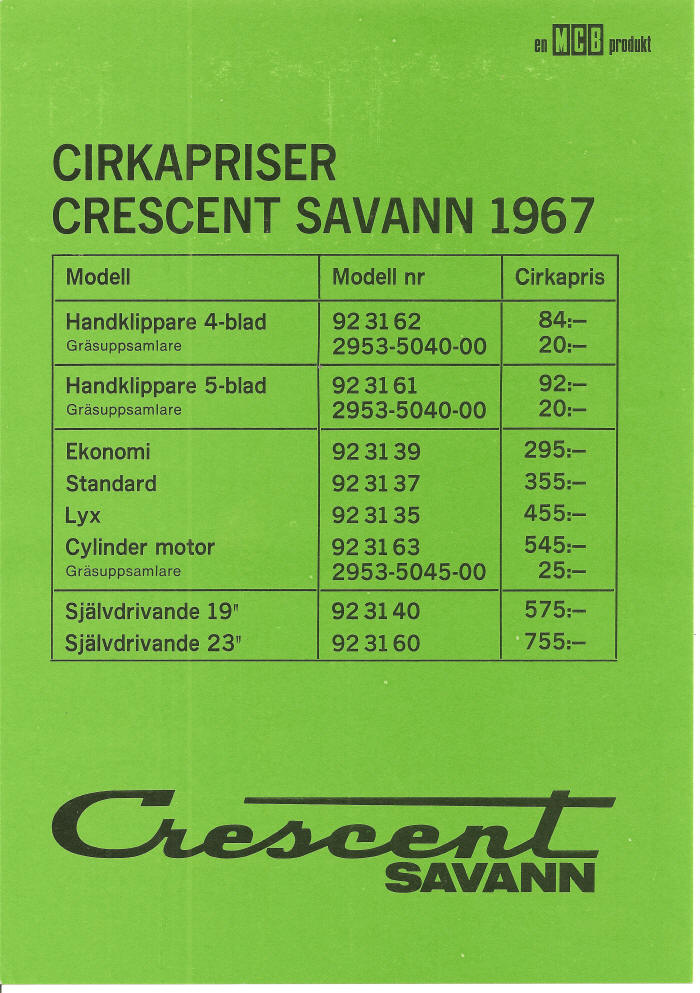 en MCB produkt
CIRKAPRISER
CRESCENT SAVANN 1967
Modell Modell nr Cirkapris
Handklippare 4-blad 92 31 62 84:—
Gräsuppsamlare 2953-5040-00 20:—
Handklippare 5-blad 92 31 61 92:—
Gräsuppsamlare 2953-5040-00 20:—
Ekonomi 92 31 39 295:—
Standard 92 31 37 355:—
Lyx 92 31 35 455:—
Cylinder motor 92 31 63 545:—
Gräsuppsamlare 2953-5045-00 25:—
Självdrivande 19" 92 31 40 575:—
Självdrivande 23" 92 31 60 755:—
Crescent
SAVANN